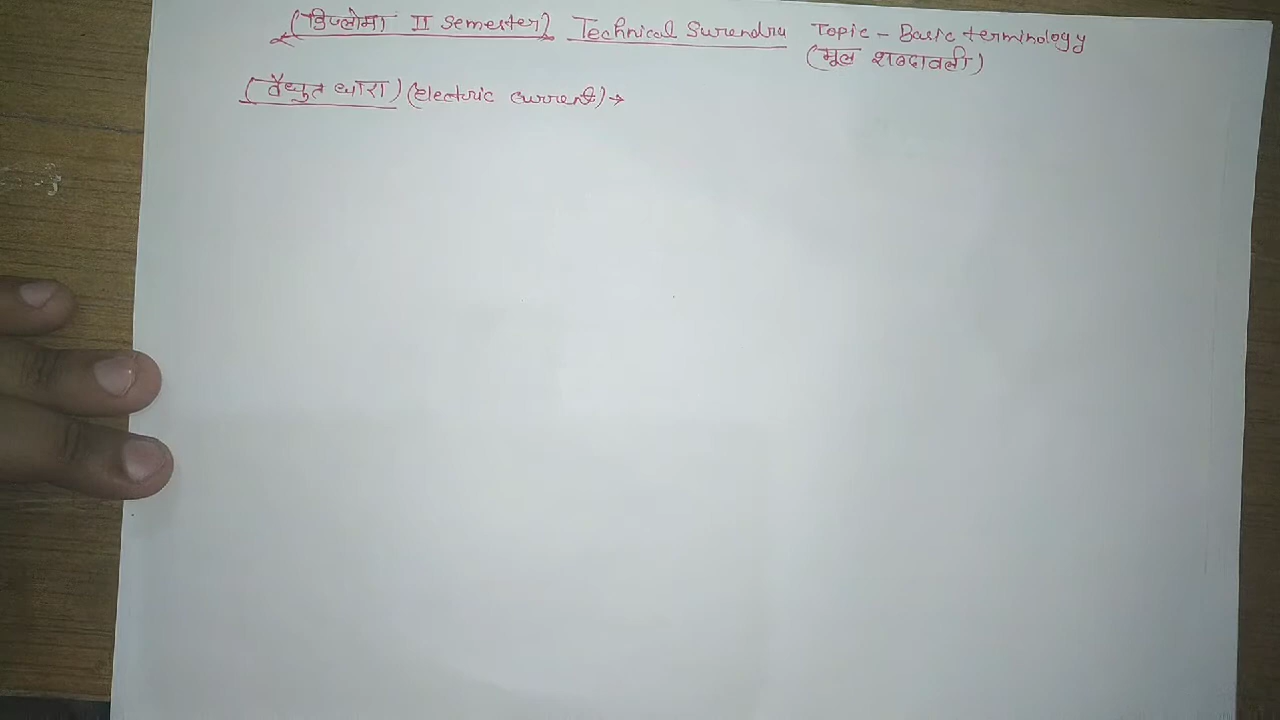 (डिप्लोमा II semester) Technical Surendra Topic - Basic terminology
(मूल शब्दावली)
(वैध्युत धारा) (Electric current) →